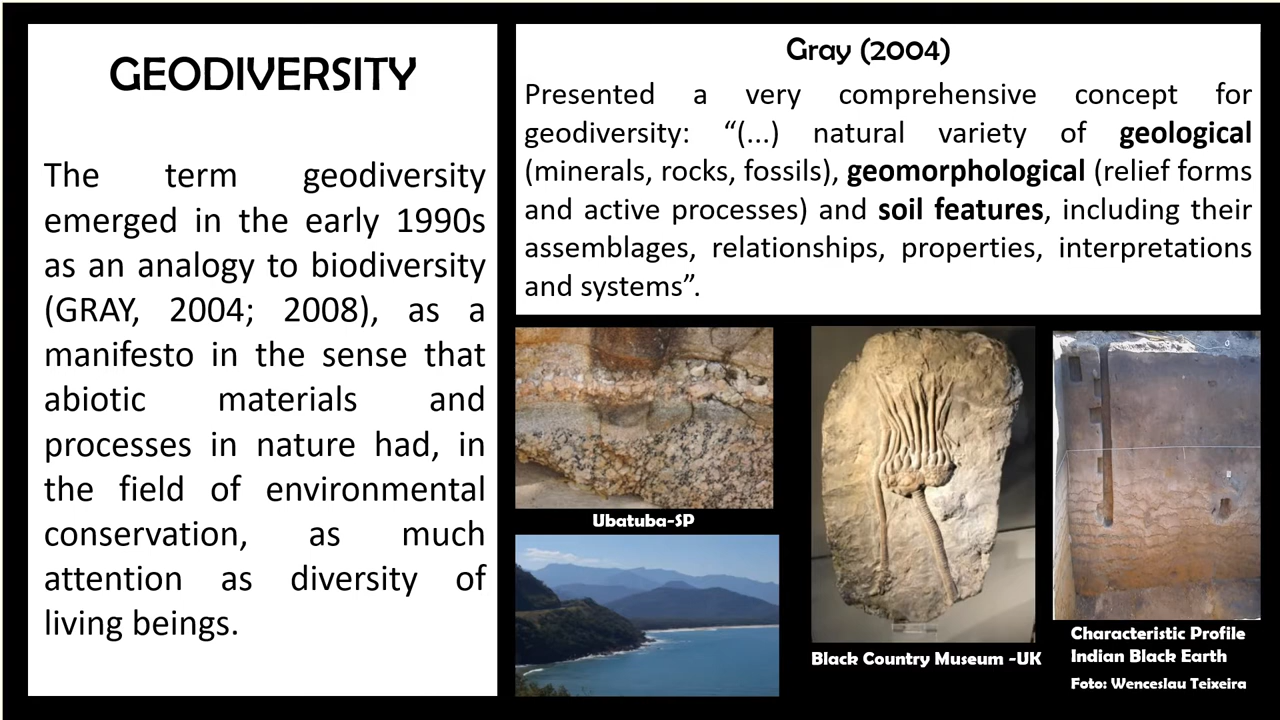 GEODIVERSITY
The term geodiversity
emerged in the early 1990s
as an analogy to biodiversity
(GRAY, 2004; 2008), as a
manifesto in the sense that
abiotic materials and
processes in nature had, in
the field of environmental
conservation, as much
attention as diversity of
living beings.
Gray (2004)
Presented a very comprehensive concept for
geodiversity: “(...) natural variety of geological
(minerals, rocks, fossils), geomorphological (relief forms
and active processes) and soil features, including their
assemblages, relationships, properties, interpretations
and systems”.
Ubatuba-SP
Black Country Museum -UK
Characteristic Profile
Indian Black Earth
Foto: Wenceslau Teixeira